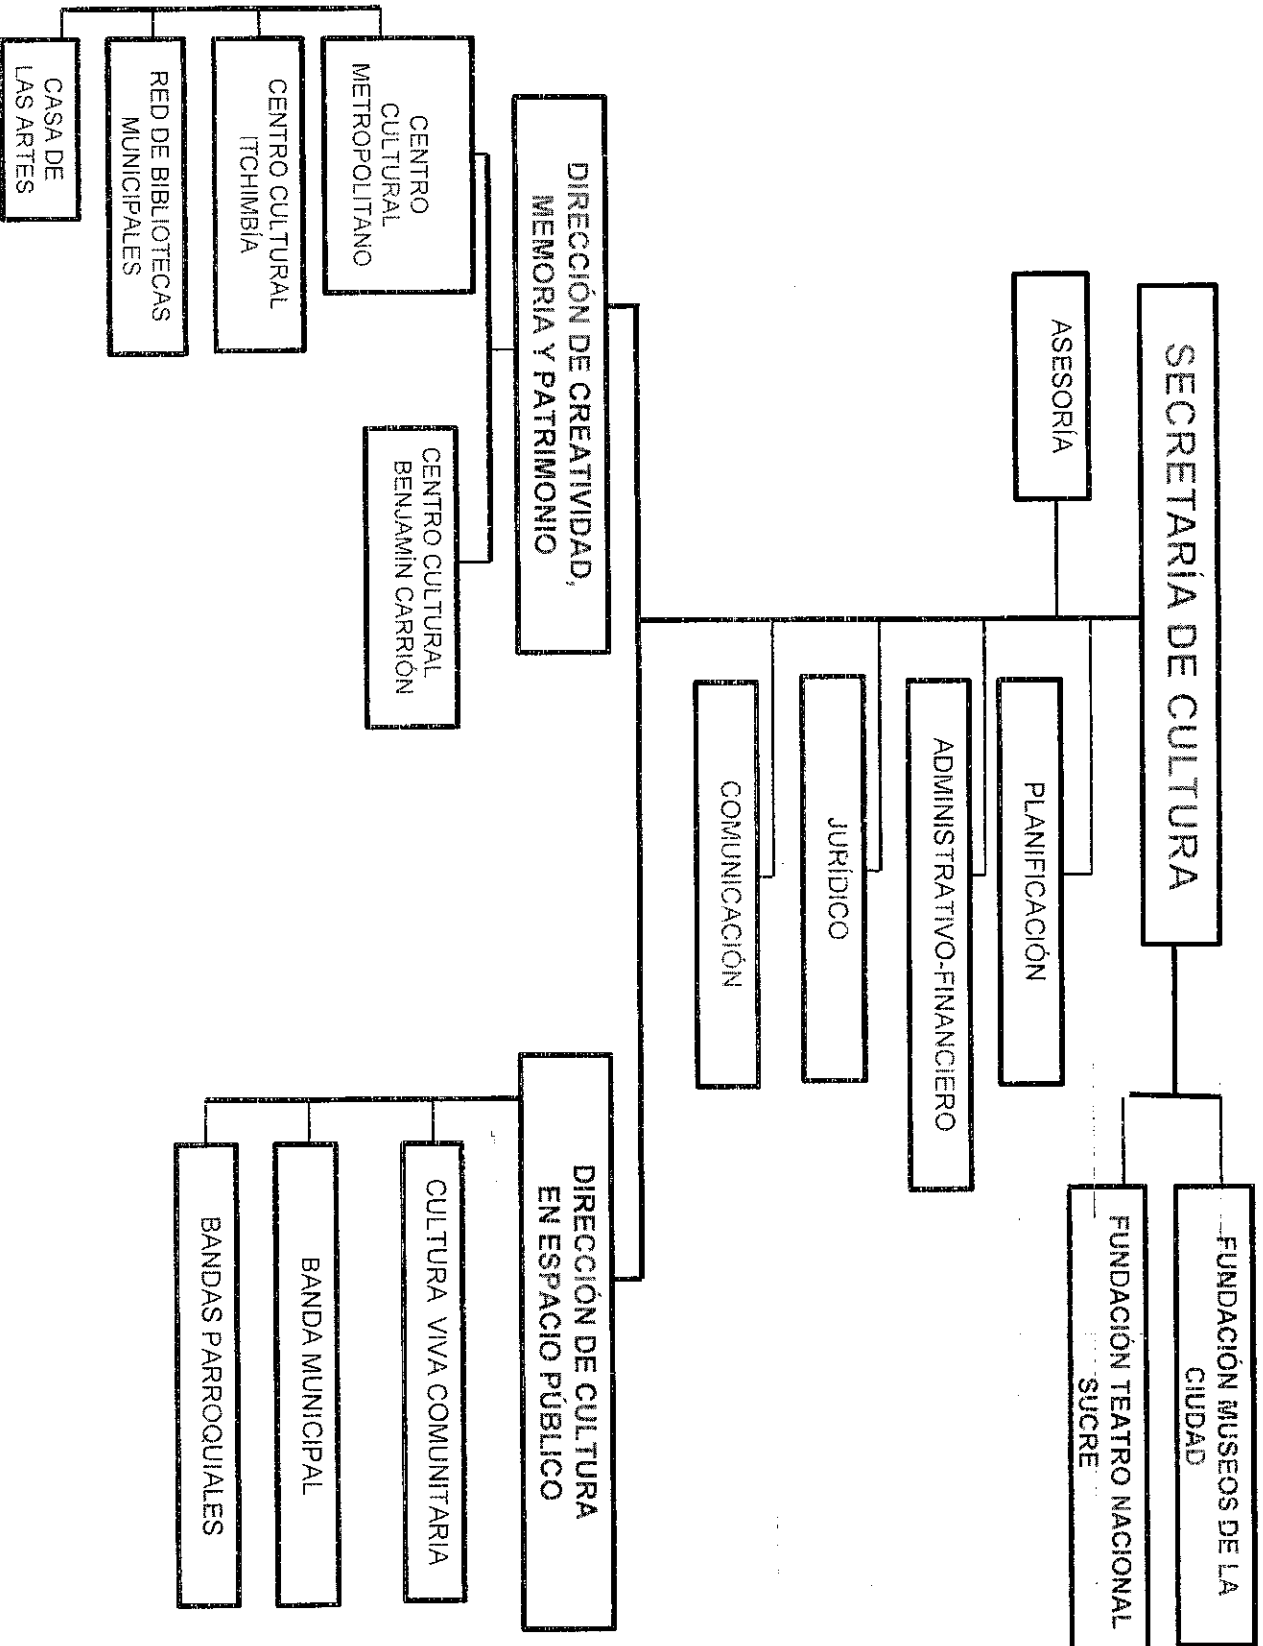 SECRETARÍA DE CULTURA
FUNDACIÓN MUSEOS DE LA
CIUDAD
FUNDACIÓN TEATRO NACIONAL
SUCRE
ASESORÍA
PLANIFICACIÓN
ADMINISTRATIVO-FINANCIERO
JURÍDICO
COMUNICACIÓN
DIRECCIÓN DE CREATIVIDAD,
MEMORIA Y PATRIMONIO
CENTRO
CULTURAL
METROPOLITANO
CENTRO CULTURAL
BENJAMÍN CARRIÓN
CENTRO CULTURAL
ITCHIMBÍA
RED DE BIBLIOTECAS
MUNICIPALES
CASA DE
LAS ARTES
DIRECCIÓN DE CULTURA
EN ESPACIO PÚBLICO
CULTURA VIVA COMUNITARIA
BANDA MUNICIPAL
BANDAS PARROQUIALES